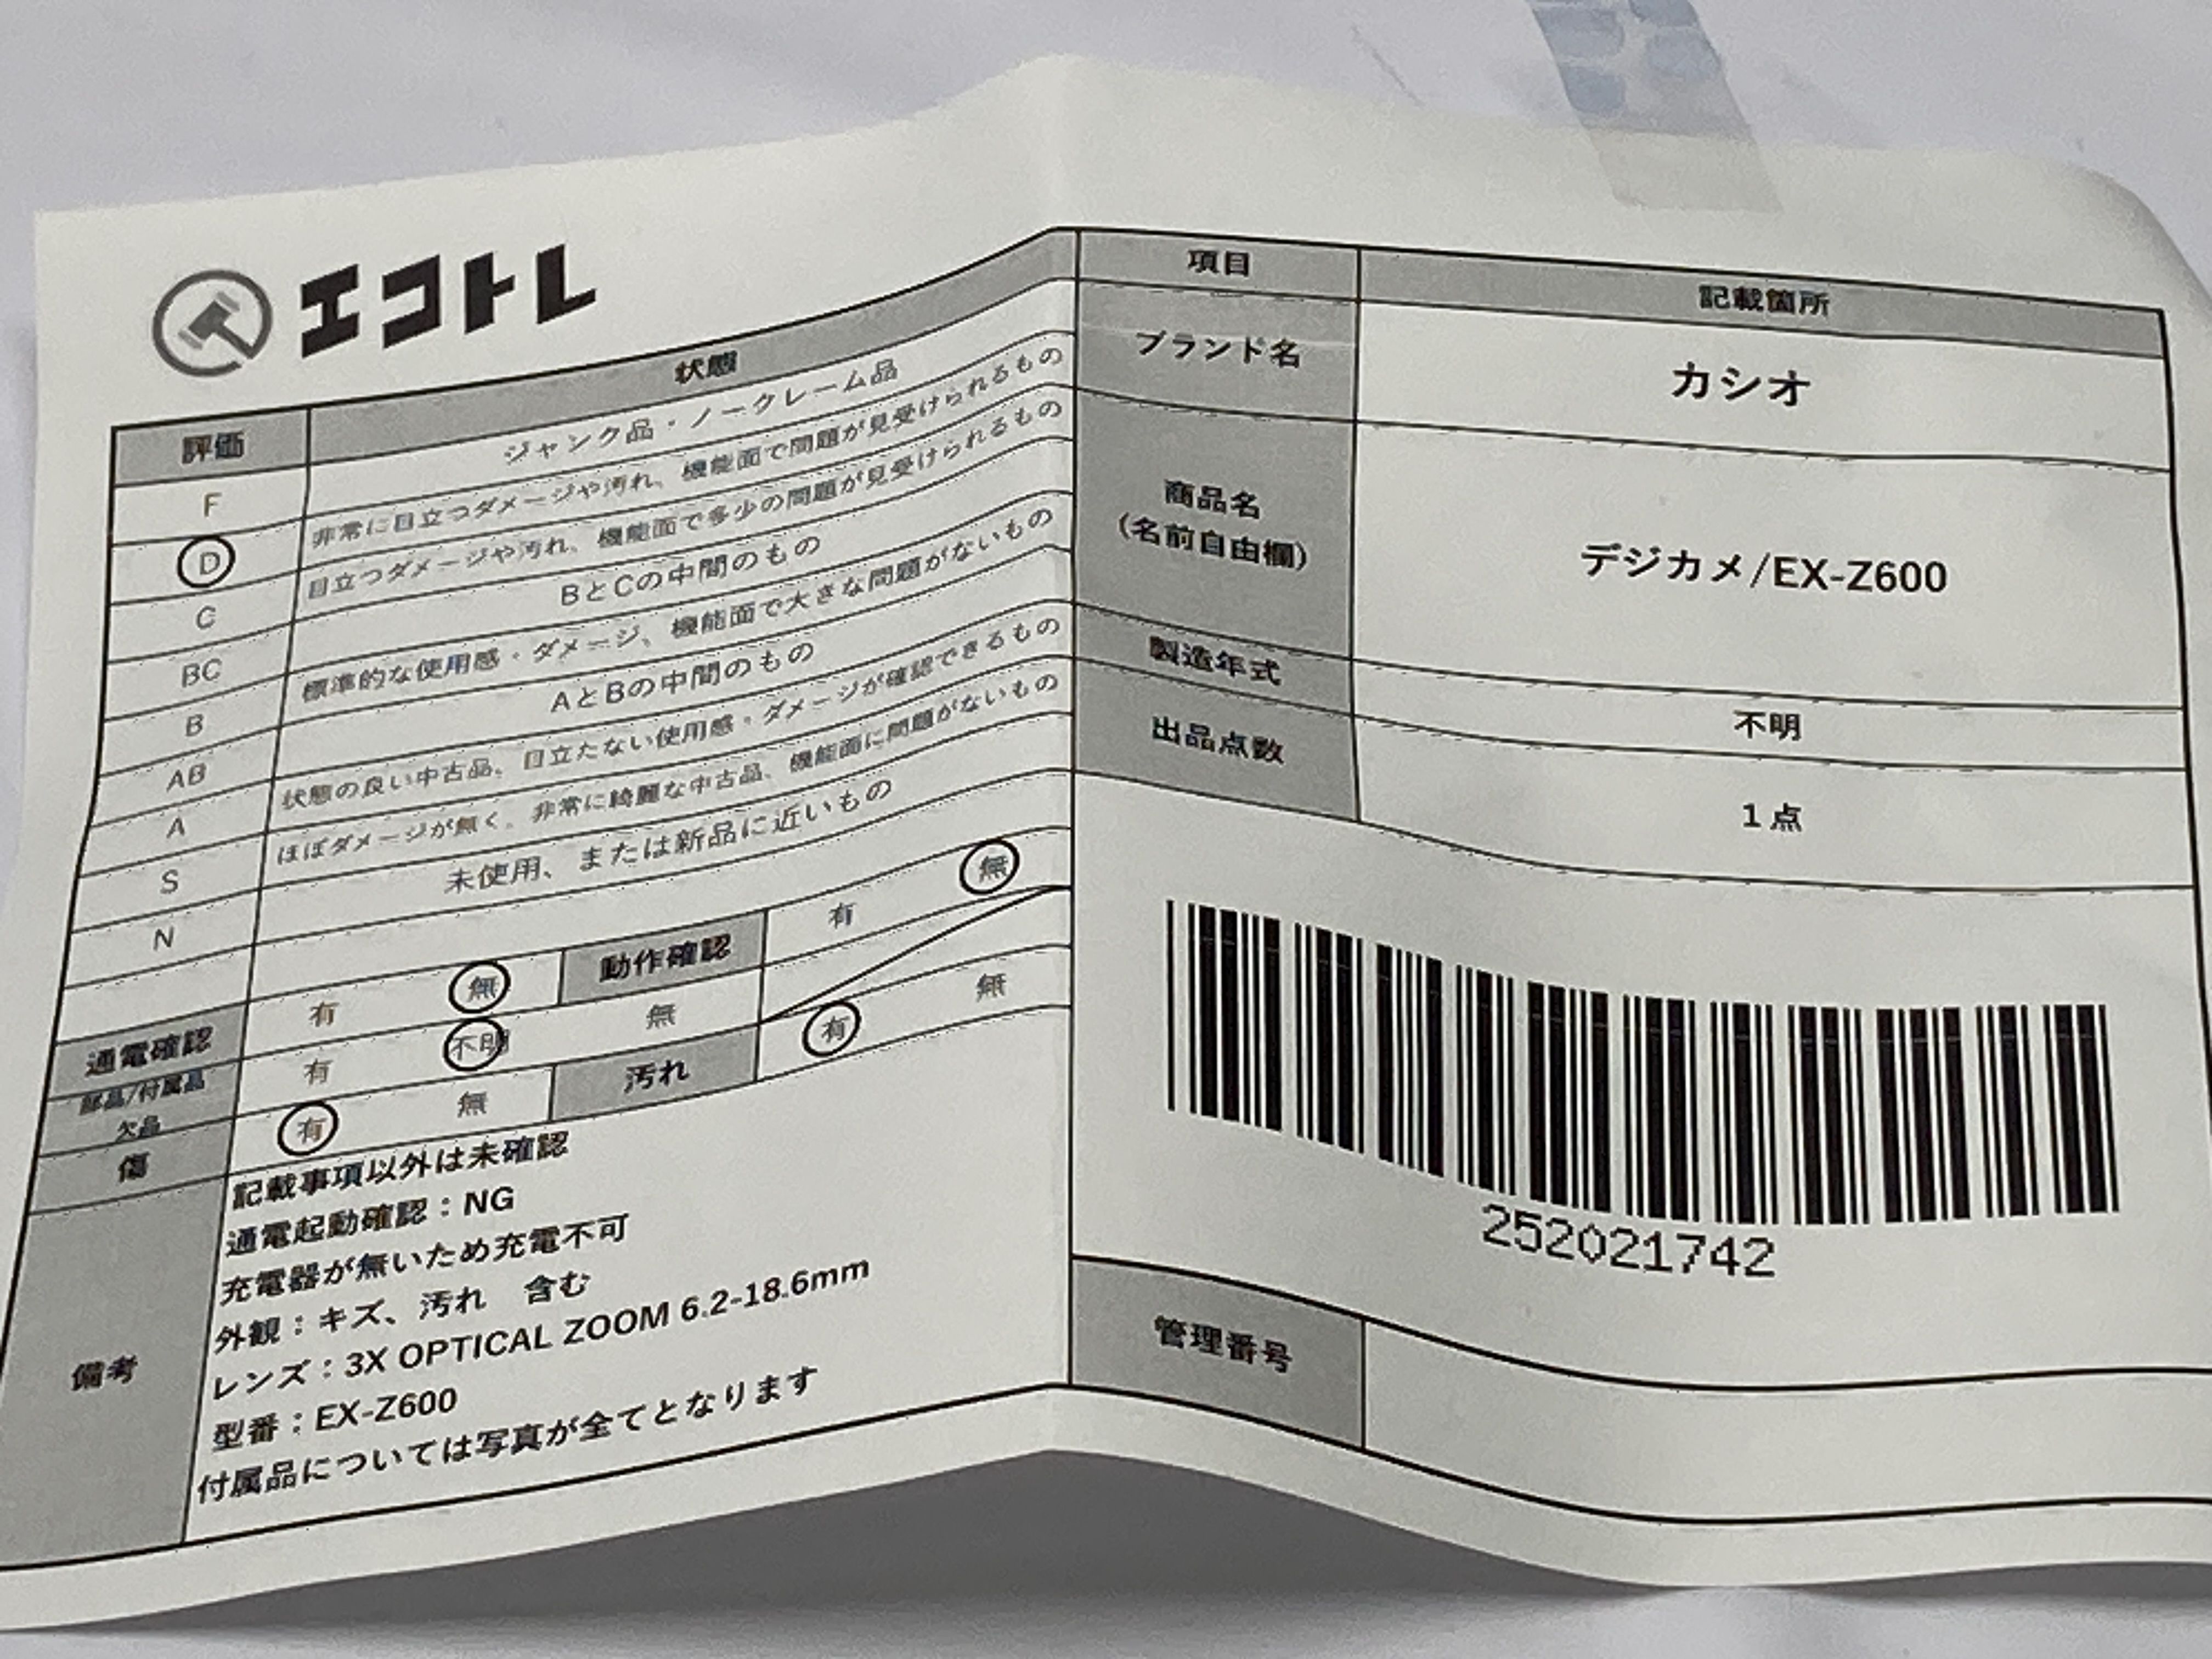 エコトレ
評価 状態
F ジャンク品・ノークレーム品
D 非常に目立つダメージや汚れ、機能面で問題が見受けられるもの
C 目立つダメージや汚れ、機能面で多少の問題が見受けられるもの
BC BとCの中間のもの
B 標準的な使用感・ダメージ、機能面で大きな問題がないもの
AB AとBの中間のもの
A 状態の良い中古品。目立たない使用感・ダメージが確認できるもの
S ほぼダメージが無く。非常に綺麗な中古品、機能面に問題がないもの
N 未使用、または新品に近いもの
通電確認 有 無 動作確認 有 無
部品/付属品
欠品 有 不明 無
傷 有 無 汚れ 有 無
備考
記載事項以外は未確認
通電起動確認：NG
充電器が無いため充電不可
外観：キズ、汚れ 含む
レンズ：3X OPTICAL ZOOM 6.2-18.6mm
型番：EX-Z600
付属品については写真が全てとなります
項目 記載箇所
ブランド名 カシオ
商品名
(名前自由欄) デジカメ/EX-Z600
製造年式 不明
出品点数 1点
252021742
管理番号